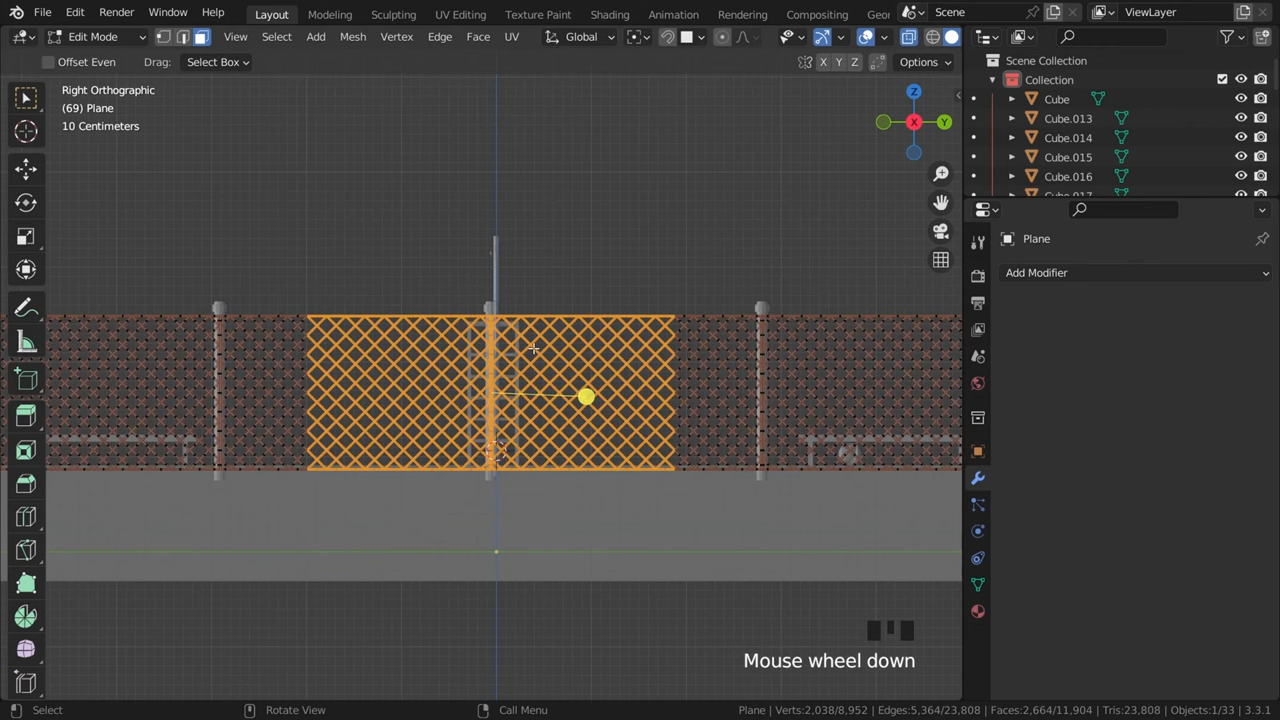 File Edit Render Window Help Layout Modeling Sculpting UV Editing Texture Paint Shading Animation Rendering Compositing Geor Scene ViewLayer
Edit Mode View Select Add Mesh Vertex Edge Face UV Global
Offset Even Drag: Select Box X Y Z Options
Right Orthographic
(69) Plane
10 Centimeters
Z
X
Y
Scene Collection
Collection
Cube
Cube.013
Cube.014
Cube.015
Cube.016
Cube.017
Plane
Add Modifier
Mouse wheel down
Select Rotate View Call Menu Plane | Verts:2,038/8,952 | Edges:5,364/23,808 | Faces:2,664/11,904 | Tris:23,808 | Objects:1/33 | 3.3.1